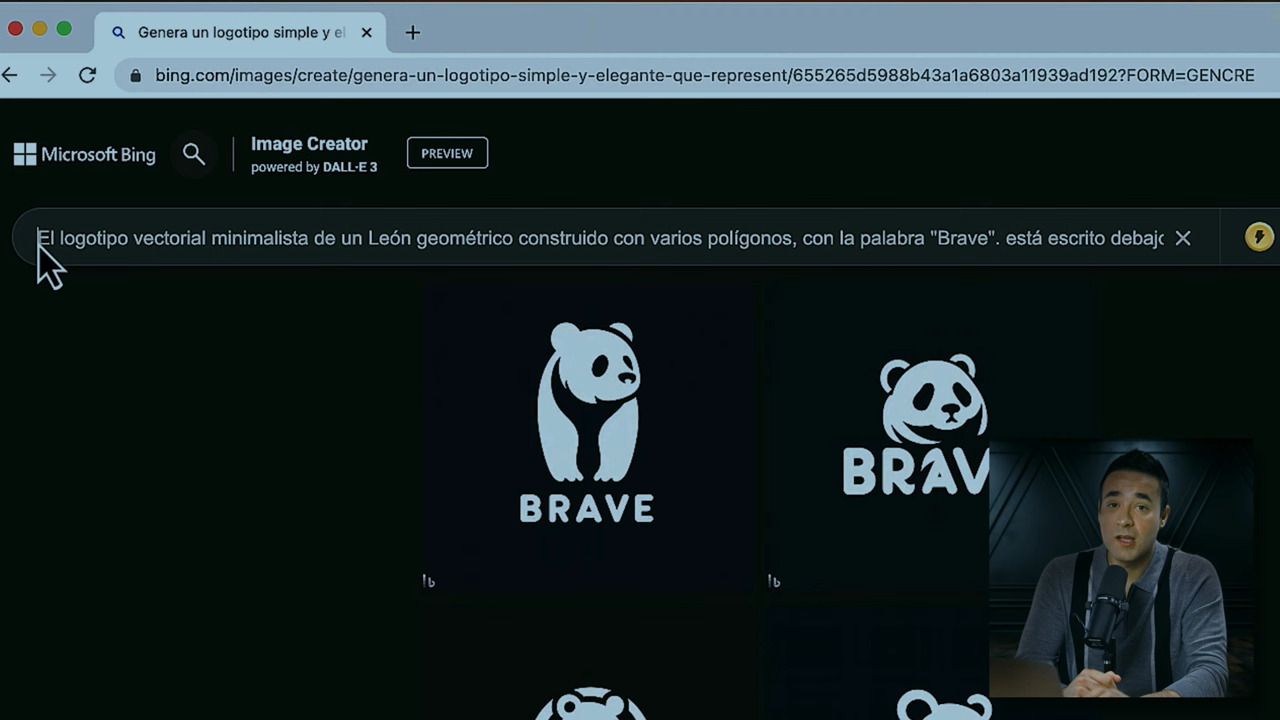 Genera un logotipo simple y el
bing.com/images/create/genera-un-logotipo-simple-y-elegante-que-represent/655265d5988b43a1a6803a11939ad192?FORM=GENCRE
Microsoft Bing
Image Creator
powered by DALL·E 3
PREVIEW
El logotipo vectorial minimalista de un León geométrico construido con varios polígonos, con la palabra "Brave". está escrito debajo
BRAVE
BRAV
b
b